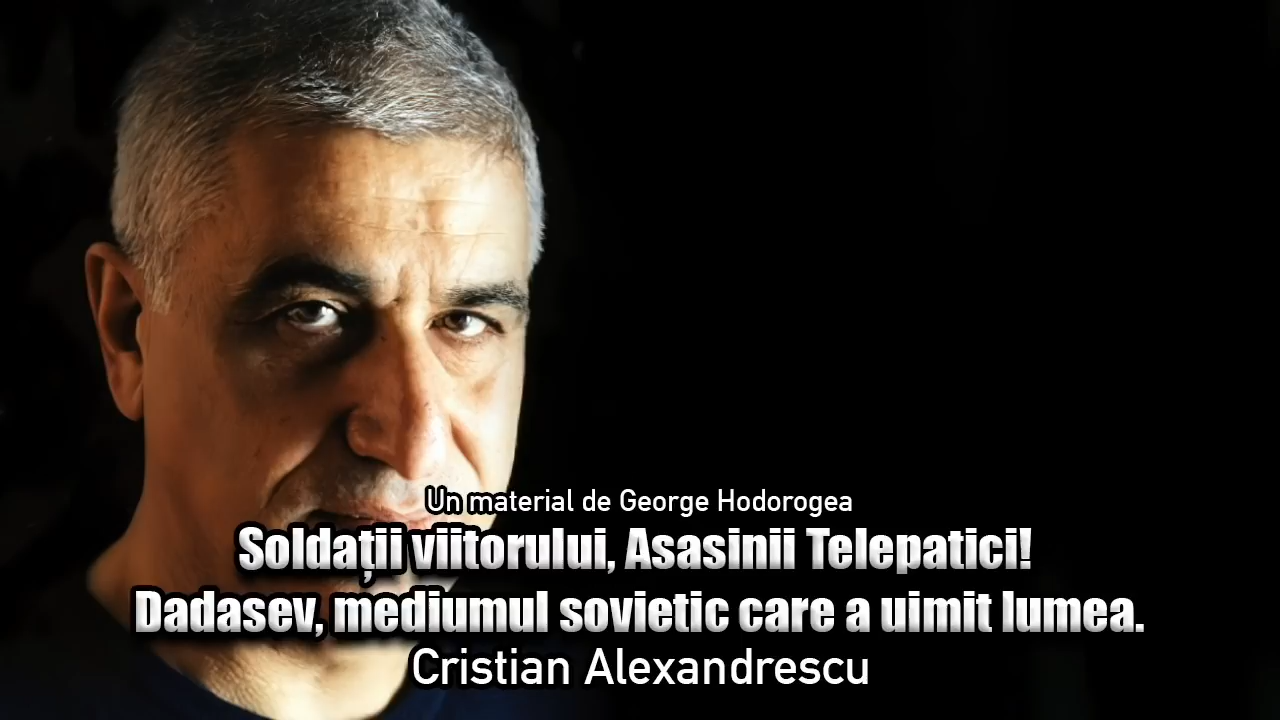 Un material de George Hodorogea
Soldații viitorului, Asasinii Telepatici!
Dadasev, mediumul sovietic care a uimit lumea.
Cristian Alexandrescu